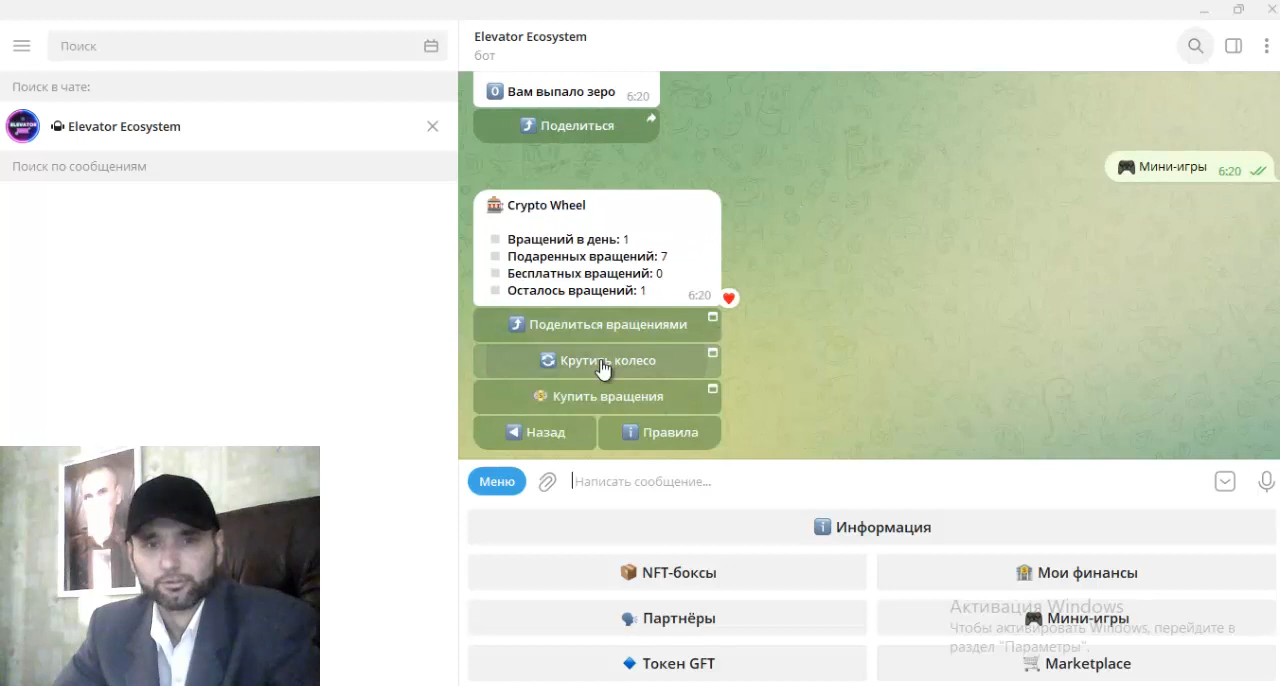 Поиск
Поиск в чате:
Elevator Ecosystem
Поиск по сообщениям
Elevator Ecosystem
бот
Вам выпало зеро 6:20
Поделиться
Мини-игры 6:20
Crypto Wheel
Вращений в день: 1
Подаренных вращений: 7
Бесплатных вращений: 0
Осталось вращений: 1 6:20
Поделиться вращениями
Крутить колесо
Купить вращения
Назад
Правила
Меню
Написать сообщение...
Информация
NFT-боксы
Мои финансы
Партнёры
Мини-игры
Токен GFT
Marketplace
Активация Windows
Чтобы активировать Windows, перейдите в
раздел "Параметры".